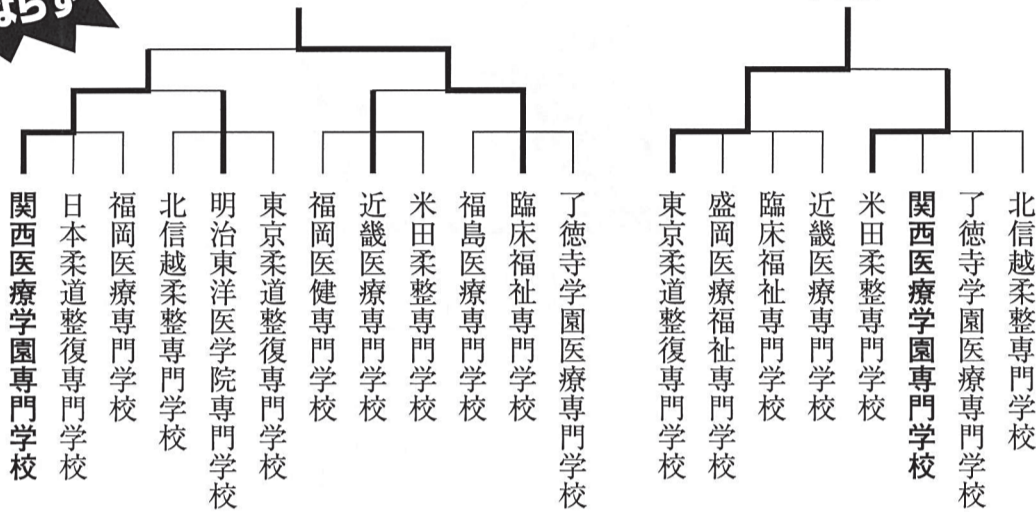 ならず
関西医療学園専門学校
日本柔道整復専門学校
福岡医療専門学校
北信越柔整専門学校
明治東洋医学院専門学校
東京柔道整復専門学校
福岡医健専門学校
近畿医療専門学校
米田柔整専門学校
福島医療専門学校
臨床福祉専門学校
了徳寺学園医療専門学校
東京柔道整復専門学校
盛岡医療福祉専門学校
臨床福祉専門学校
近畿医療専門学校
米田柔整専門学校
関西医療学園専門学校
了徳寺学園医療専門学校
北信越柔整専門学校